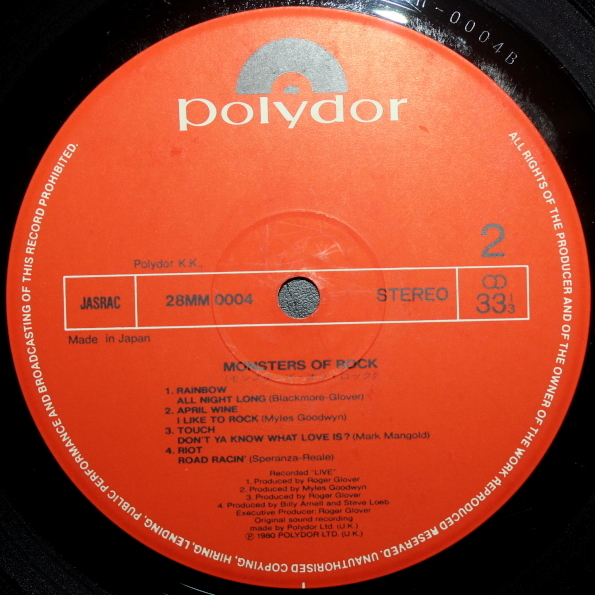 0004B
polydor
ALL RIGHTS OF THE PRODUCER AND OF THE OWNER OF THE WORK REPRODUCED RESERVED. UNAUTHORISED COPYING, HIRING, LENDING, PUBLIC PERFORMANCE AND BROADCASTING OF THIS RECORD PROHIBITED.
2
Polydor K.K.
JASRAC
28MM 0004
STEREO
33 1/3
Made in Japan
MONSTERS OF ROCK
1. RAINBOW
ALL NIGHT LONG (Blackmore-Glover)
2. APRIL WINE
I LIKE TO ROCK (Myles Goodwyn)
3. TOUCH
DON'T YA KNOW WHAT LOVE IS? (Mark Mangold)
4. RIOT
ROAD RACIN' (Speranza-Reale)
Recorded "LIVE"
1. Produced by Roger Glover
2. Produced by Myles Goodwyn
3. Produced by Roger Glover
4. Produced by Billy Arnell and Steve Loeb
Executive Producer: Roger Glover
Original sound recording
made by Polydor Ltd. (U.K.)
Ⓟ 1980 POLYDOR LTD. (U.K.)